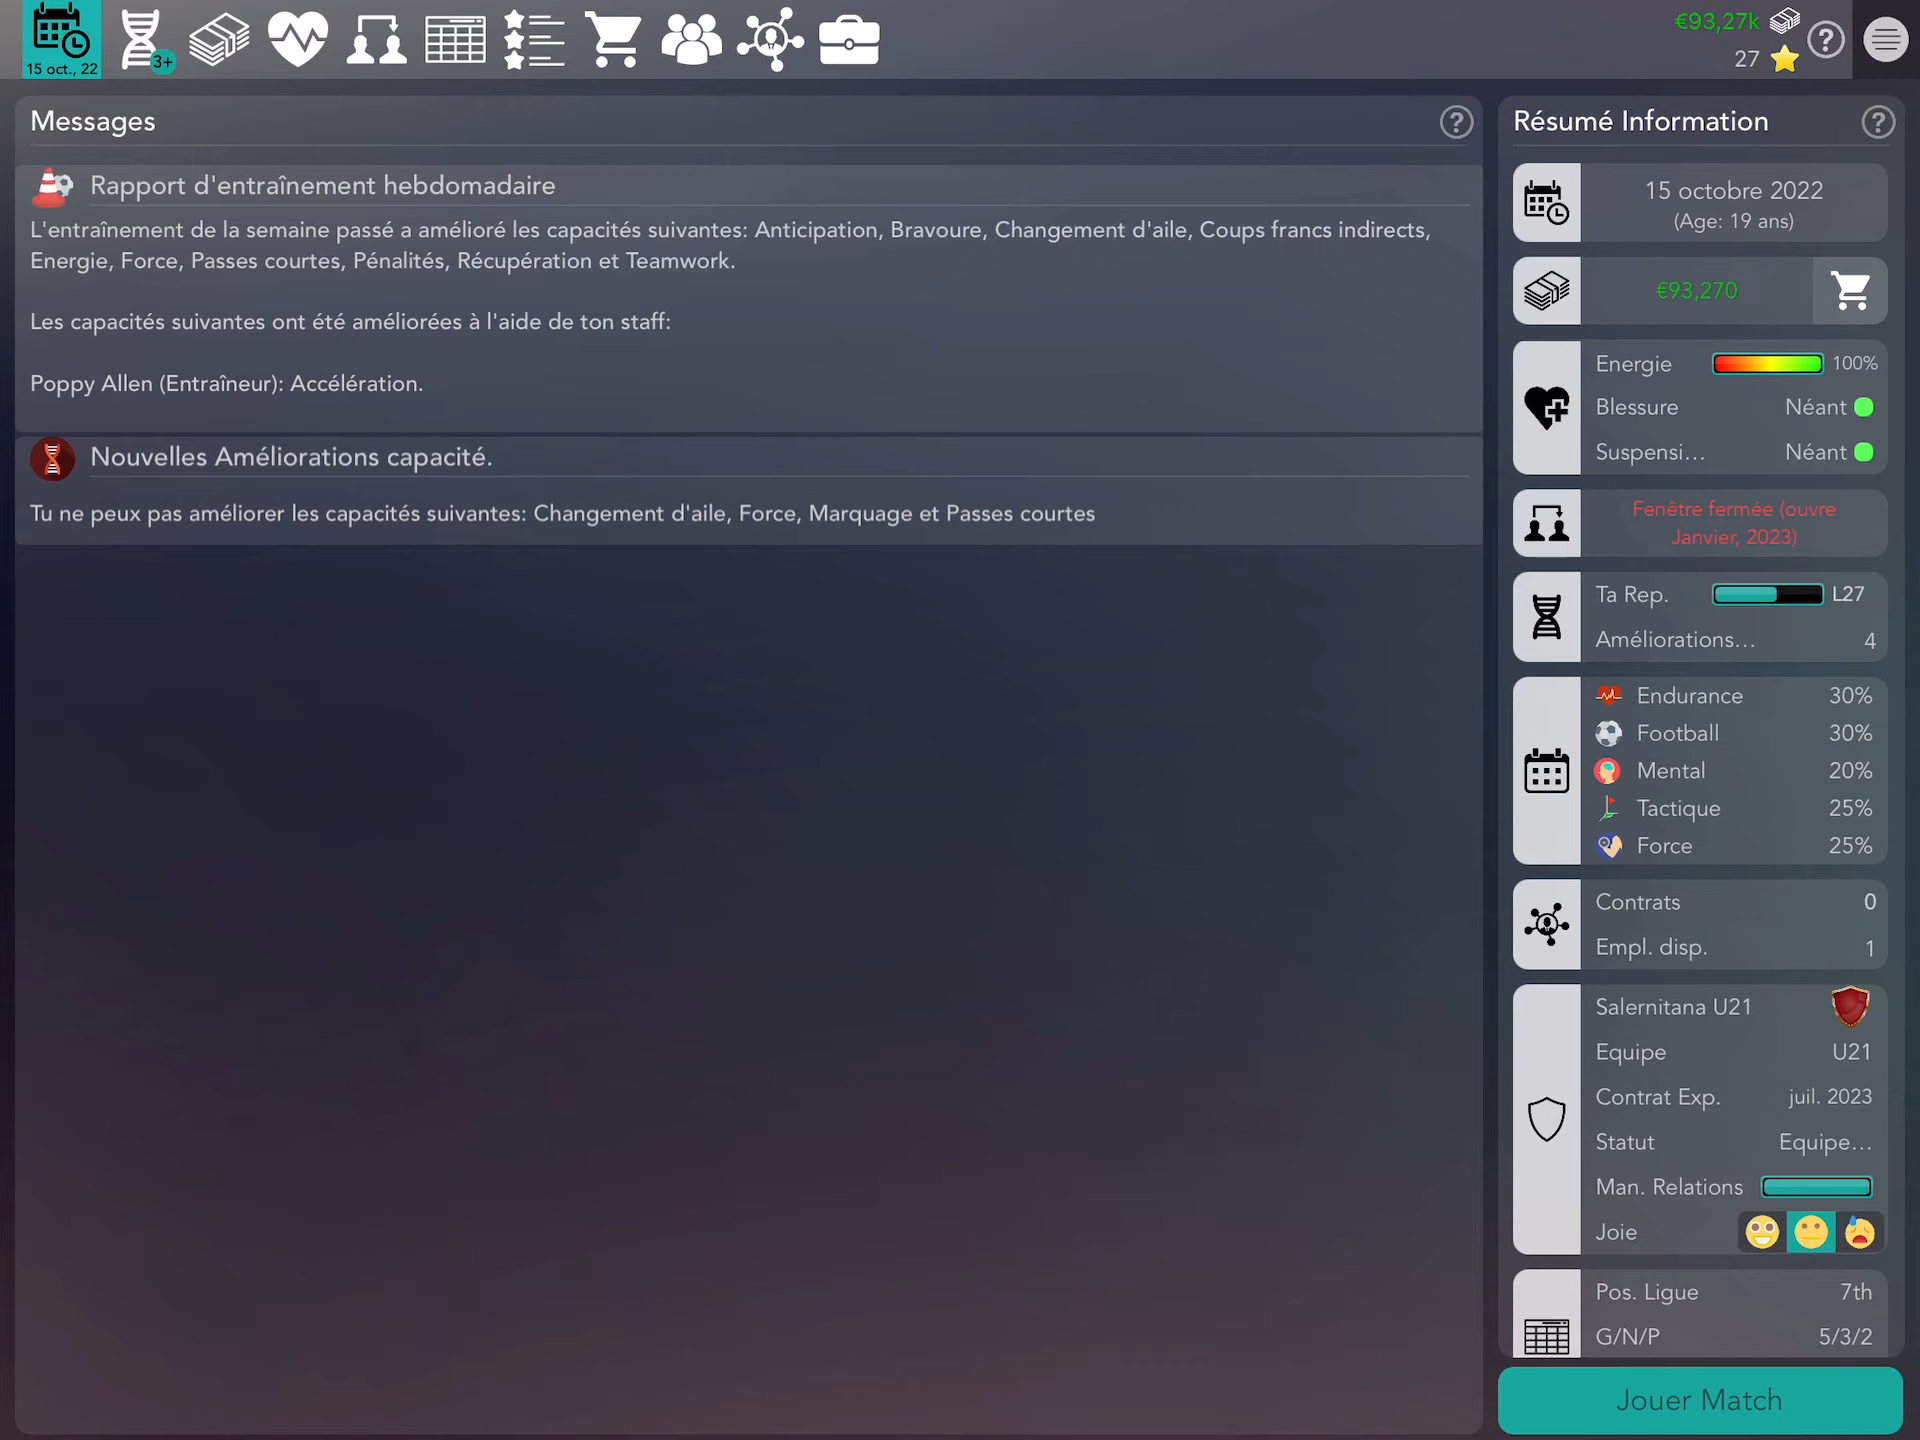 15 oct., 22
3+
€93,27k
27
?
Messages
?
Rapport d'entraînement hebdomadaire
L'entraînement de la semaine passé a amélioré les capacités suivantes: Anticipation, Bravoure, Changement d'aile, Coups francs indirects,
Energie, Force, Passes courtes, Pénalités, Récupération et Teamwork.
Les capacités suivantes ont été améliorées à l'aide de ton staff:
Poppy Allen (Entraîneur): Accélération.
Nouvelles Améliorations capacité.
Tu ne peux pas améliorer les capacités suivantes: Changement d'aile, Force, Marquage et Passes courtes
Résumé Information
?
15 octobre 2022
(Age: 19 ans)
€93,270
Energie 100%
Blessure Néant
Suspensi... Néant
Fenêtre fermée (ouvre
Janvier, 2023)
Ta Rep. L27
Améliorations... 4
Endurance 30%
Football 30%
Mental 20%
Tactique 25%
Force 25%
Contrats 0
Empl. disp. 1
Salernitana U21
Equipe U21
Contrat Exp. juil. 2023
Statut Equipe...
Man. Relations
Joie
Pos. Ligue 7th
G/N/P 5/3/2
Jouer Match